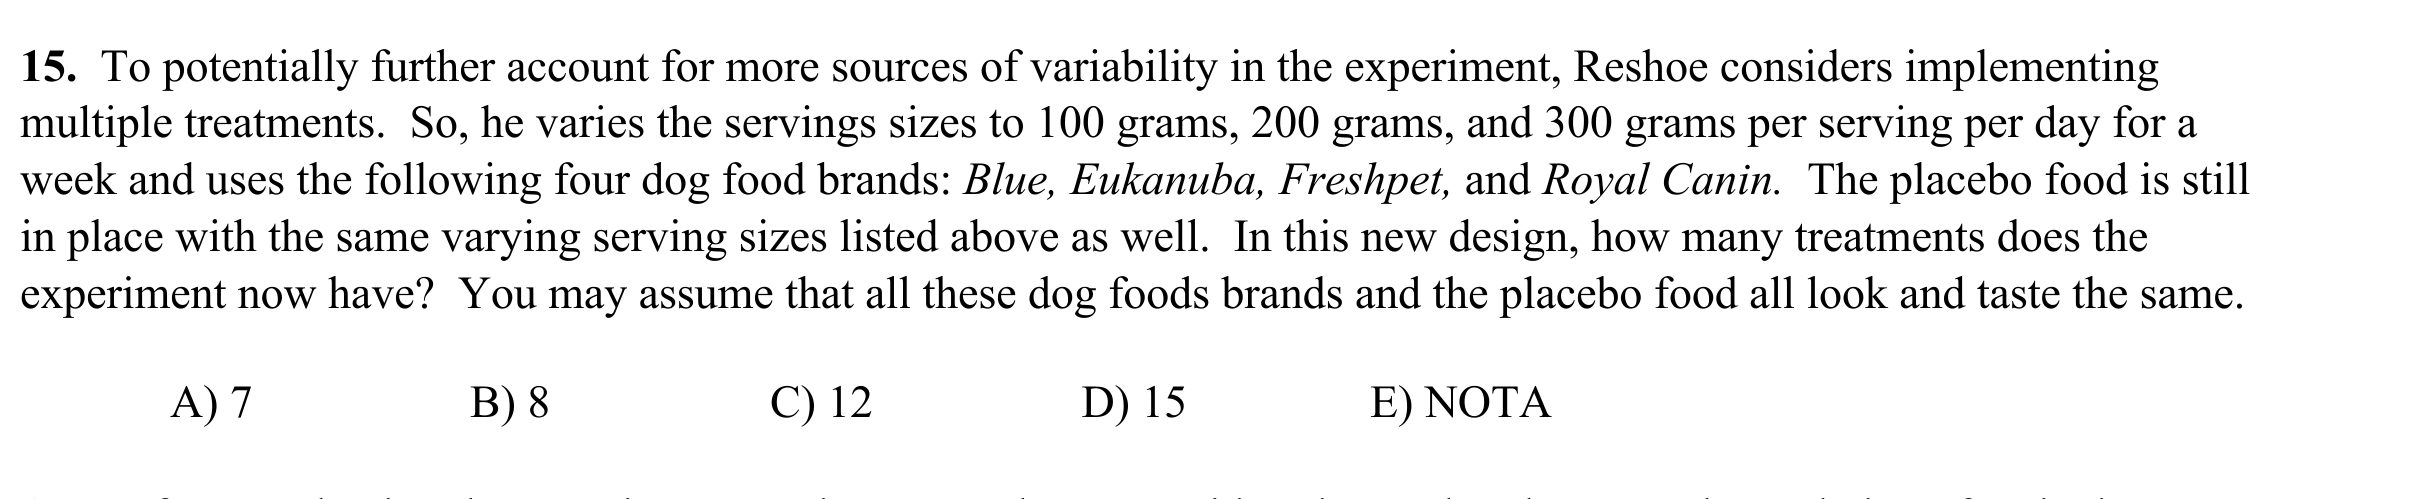 15. To potentially further account for more sources of variability in the experiment, Reshoe considers implementing
multiple treatments. So, he varies the servings sizes to 100 grams, 200 grams, and 300 grams per serving per day for a
week and uses the following four dog food brands: Blue, Eukanuba, Freshpet, and Royal Canin. The placebo food is still
in place with the same varying serving sizes listed above as well. In this new design, how many treatments does the
experiment now have? You may assume that all these dog foods brands and the placebo food all look and taste the same.
A) 7 B) 8 C) 12 D) 15 E) NOTA